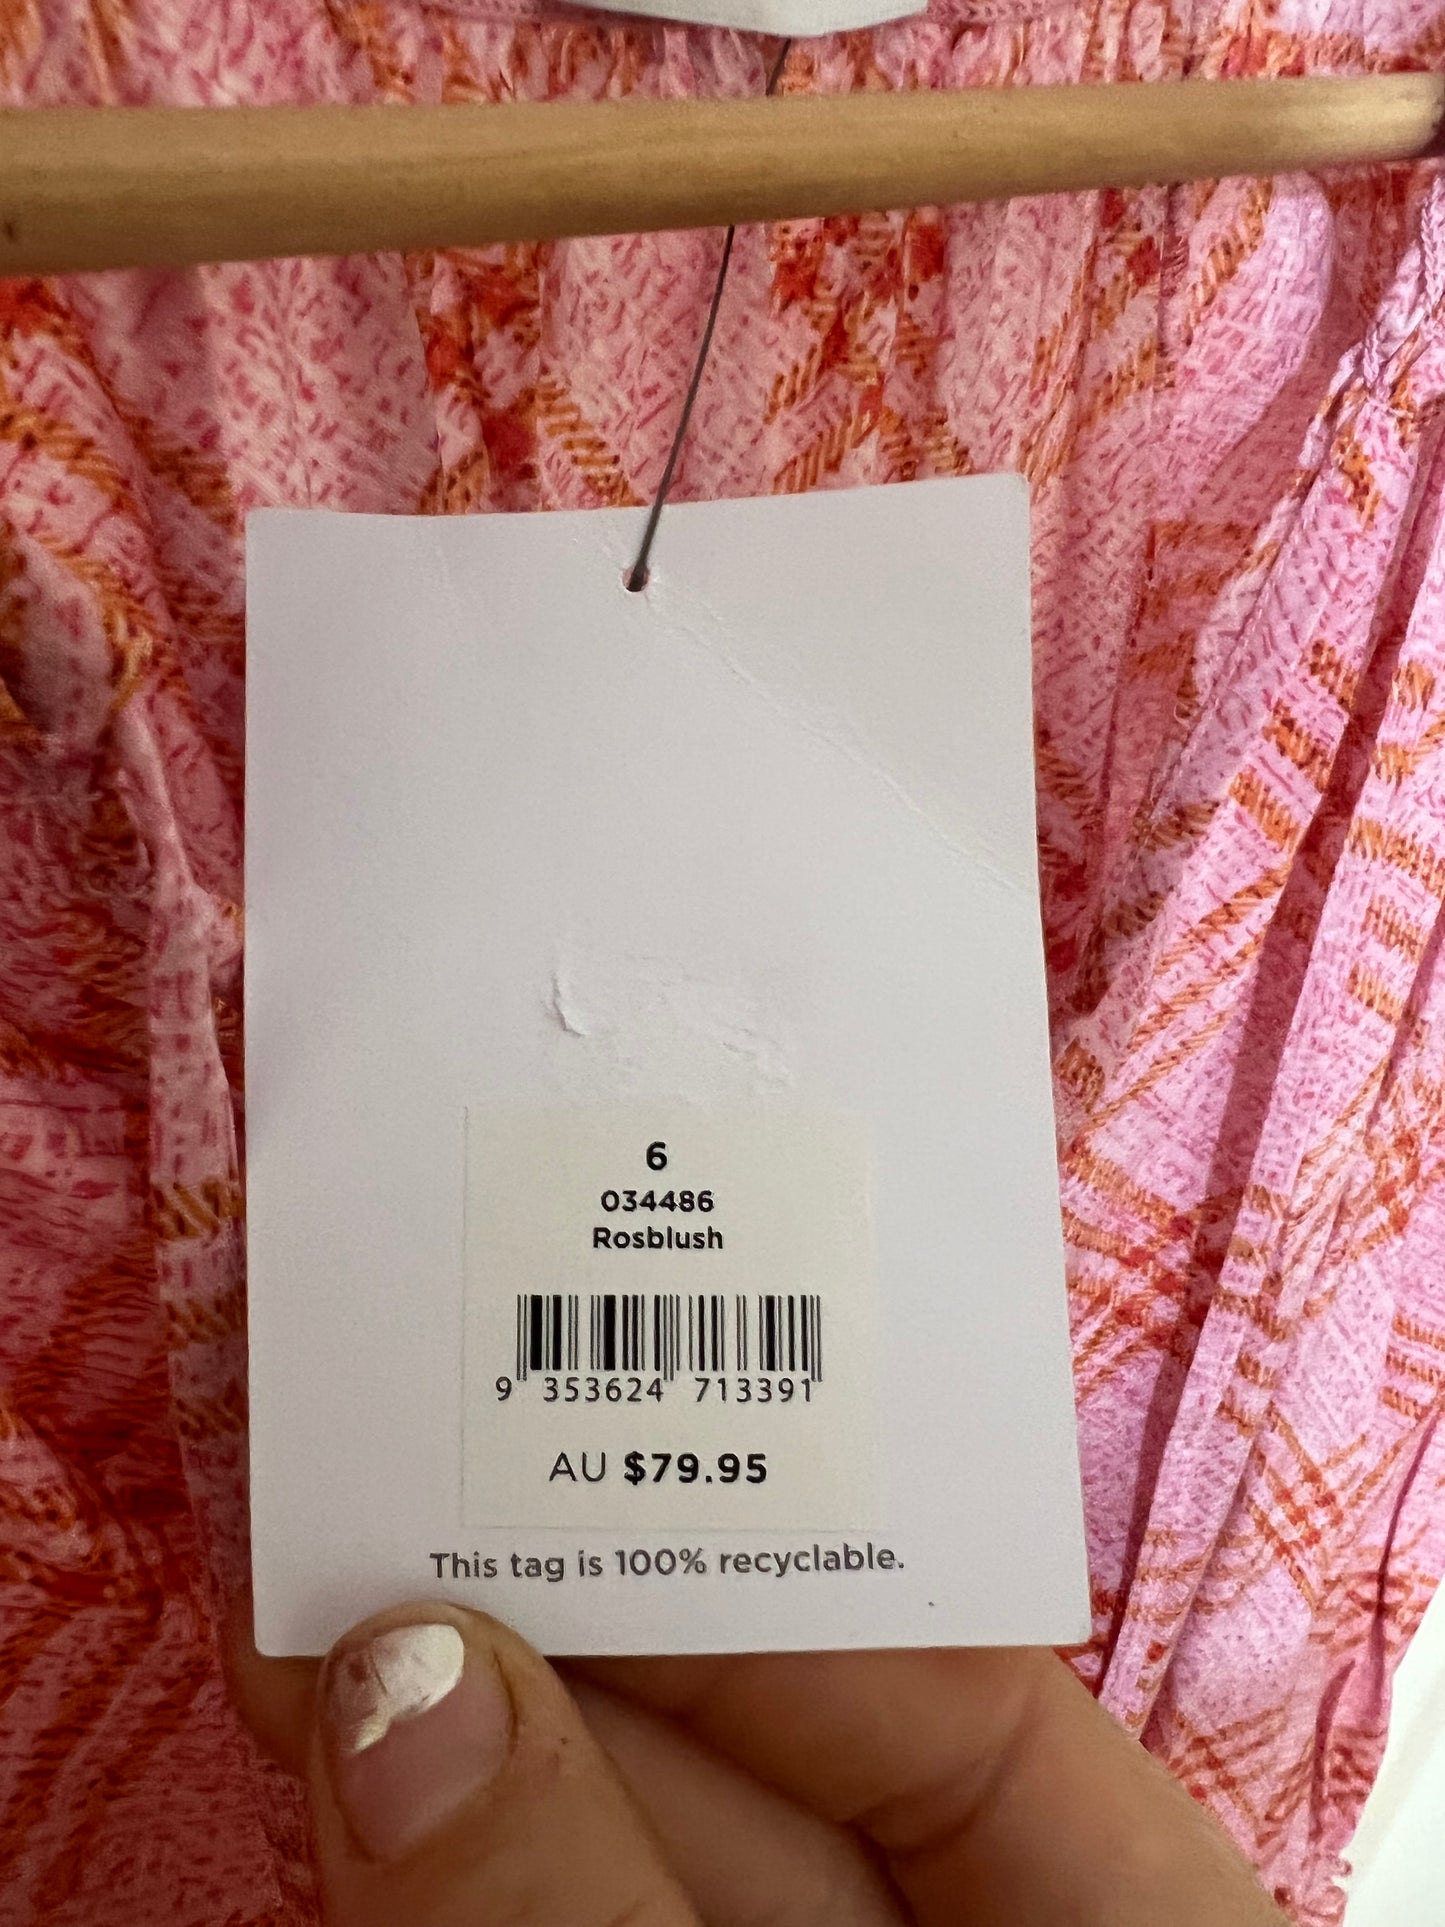 6
034486
Rosblush
9 353624 713391
AU $79.95
This tag is 100% recyclable.